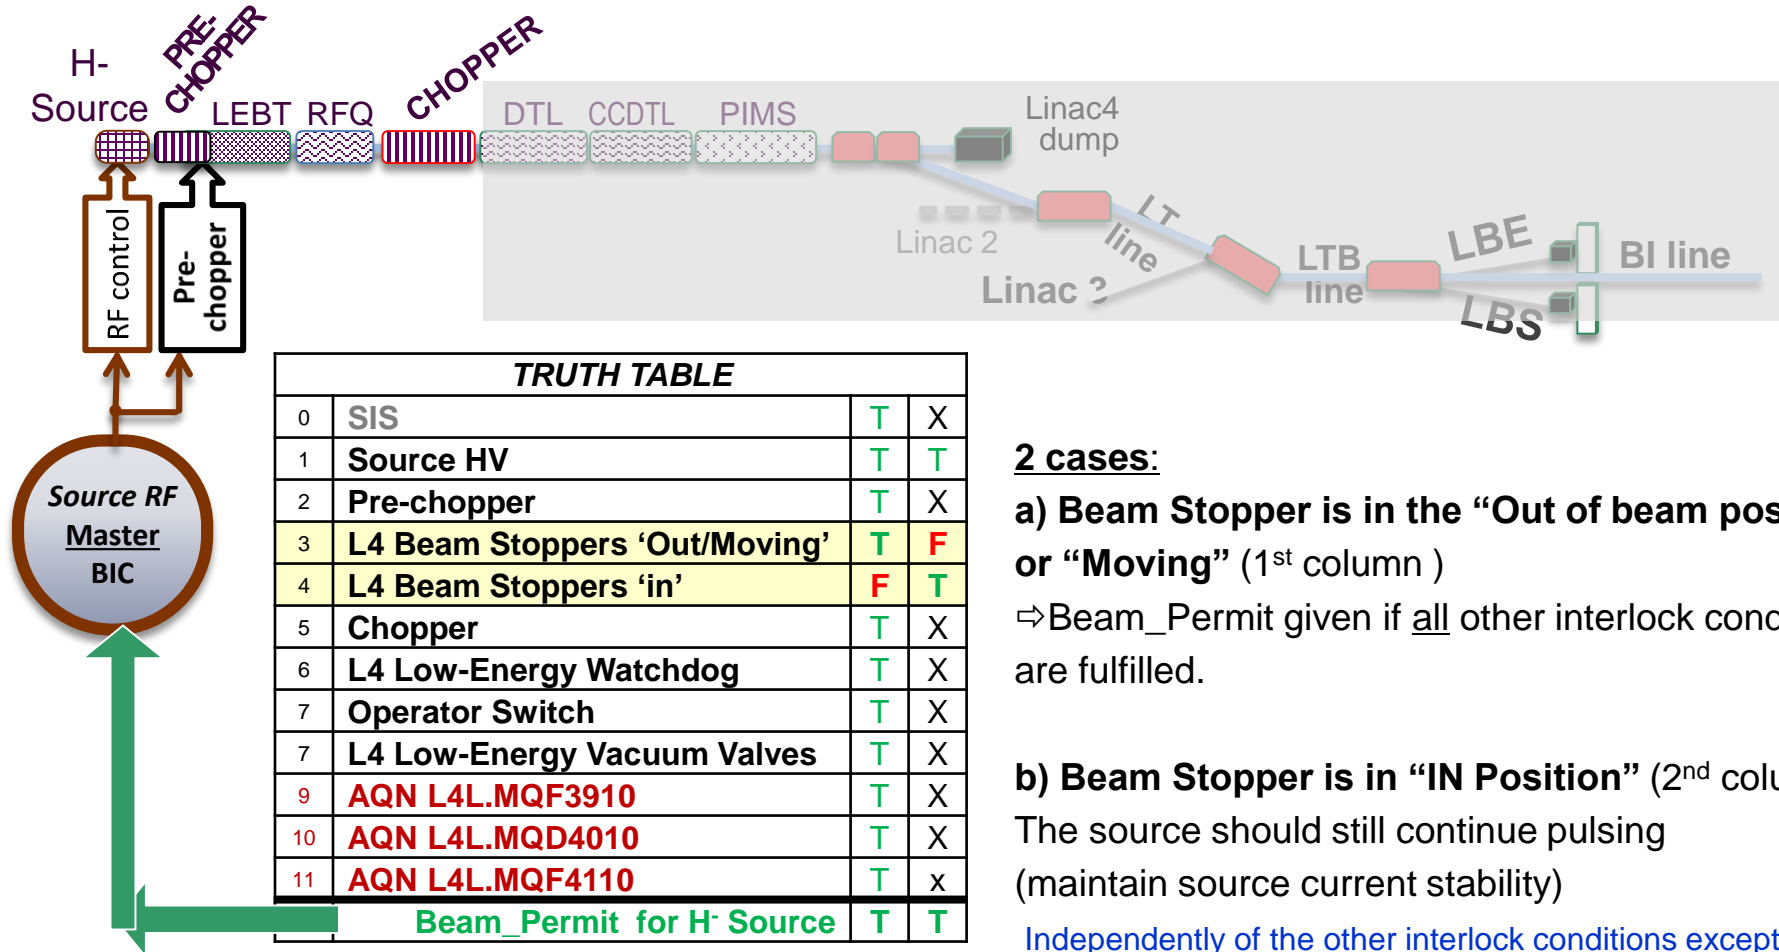 H-
Source
PRE-
CHOPPER
LEBT
RFQ
CHOPPER
DTL
CCDTL
PIMS
Linac4
dump
Linac 2
LT
line
Linac 3
LTB
line
LBE
LBS
BI line
RF control
Pre-
chopper
Source RF
Master
BIC
TRUTH TABLE
0 SIS T X
1 Source HV T T
2 Pre-chopper T X
3 L4 Beam Stoppers ‘Out/Moving’ T F
4 L4 Beam Stoppers ‘in’ F T
5 Chopper T X
6 L4 Low-Energy Watchdog T X
7 Operator Switch T X
7 L4 Low-Energy Vacuum Valves T X
9 AQN L4L.MQF3910 T X
10 AQN L4L.MQD4010 T X
11 AQN L4L.MQF4110 T x
Beam_Permit for H- Source T T
2 cases:
a) Beam Stopper is in the “Out of beam pos
or “Moving” (1st column )
⇨Beam_Permit given if all other interlock cond
are fulfilled.
b) Beam Stopper is in “IN Position” (2nd colu
The source should still continue pulsing
(maintain source current stability)
Independently of the other interlock conditions except